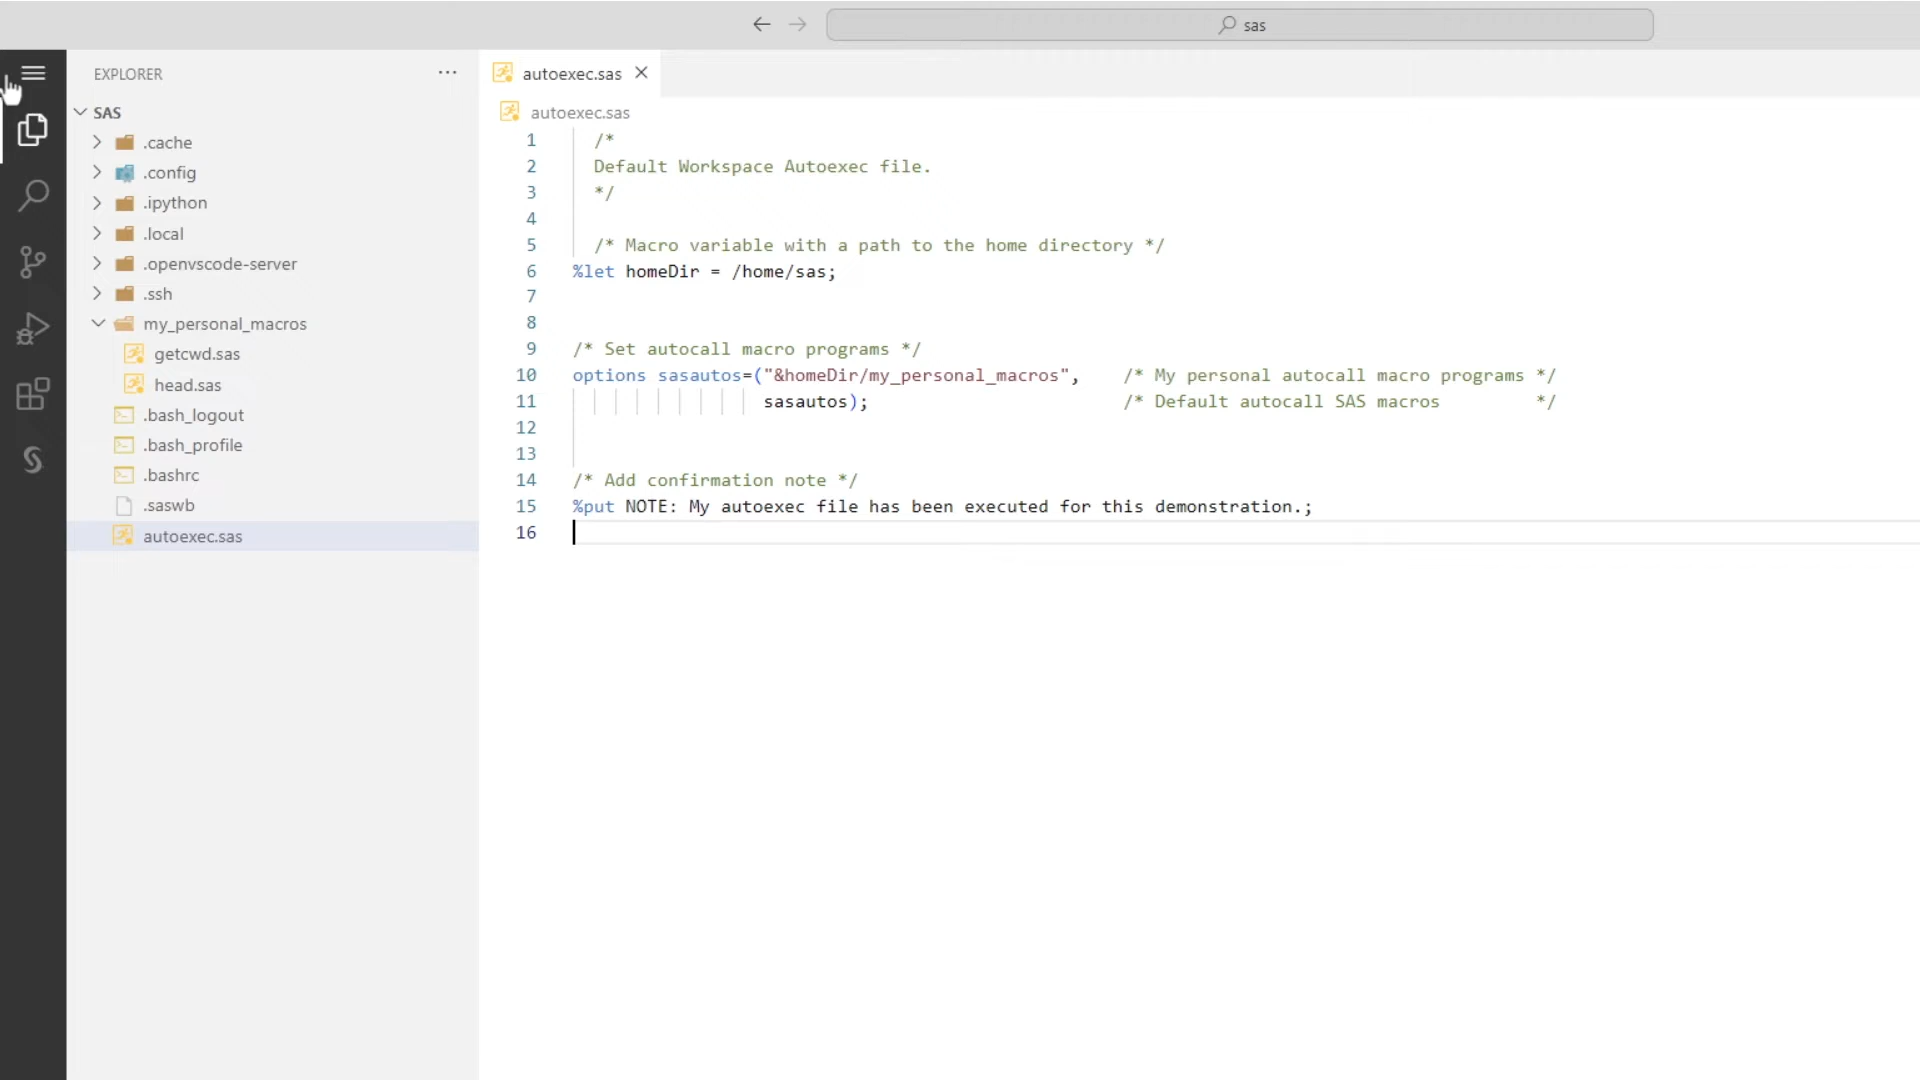 sas
EXPLORER
SAS
.cache
.config
.ipython
.local
.openvscode-server
.ssh
my_personal_macros
getcwd.sas
head.sas
.bash_logout
.bash_profile
.bashrc
.saswb
autoexec.sas
autoexec.sas
autoexec.sas
1 /*
2 Default Workspace Autoexec file.
3 */
4
5 /* Macro variable with a path to the home directory */
6 %let homeDir = /home/sas;
7
8
9 /* Set autocall macro programs */
10 options sasautos=("&homeDir/my_personal_macros", /* My personal autocall macro programs */
11 sasautos); /* Default autocall SAS macros */
12
13
14 /* Add confirmation note */
15 %put NOTE: My autoexec file has been executed for this demonstration.;
16